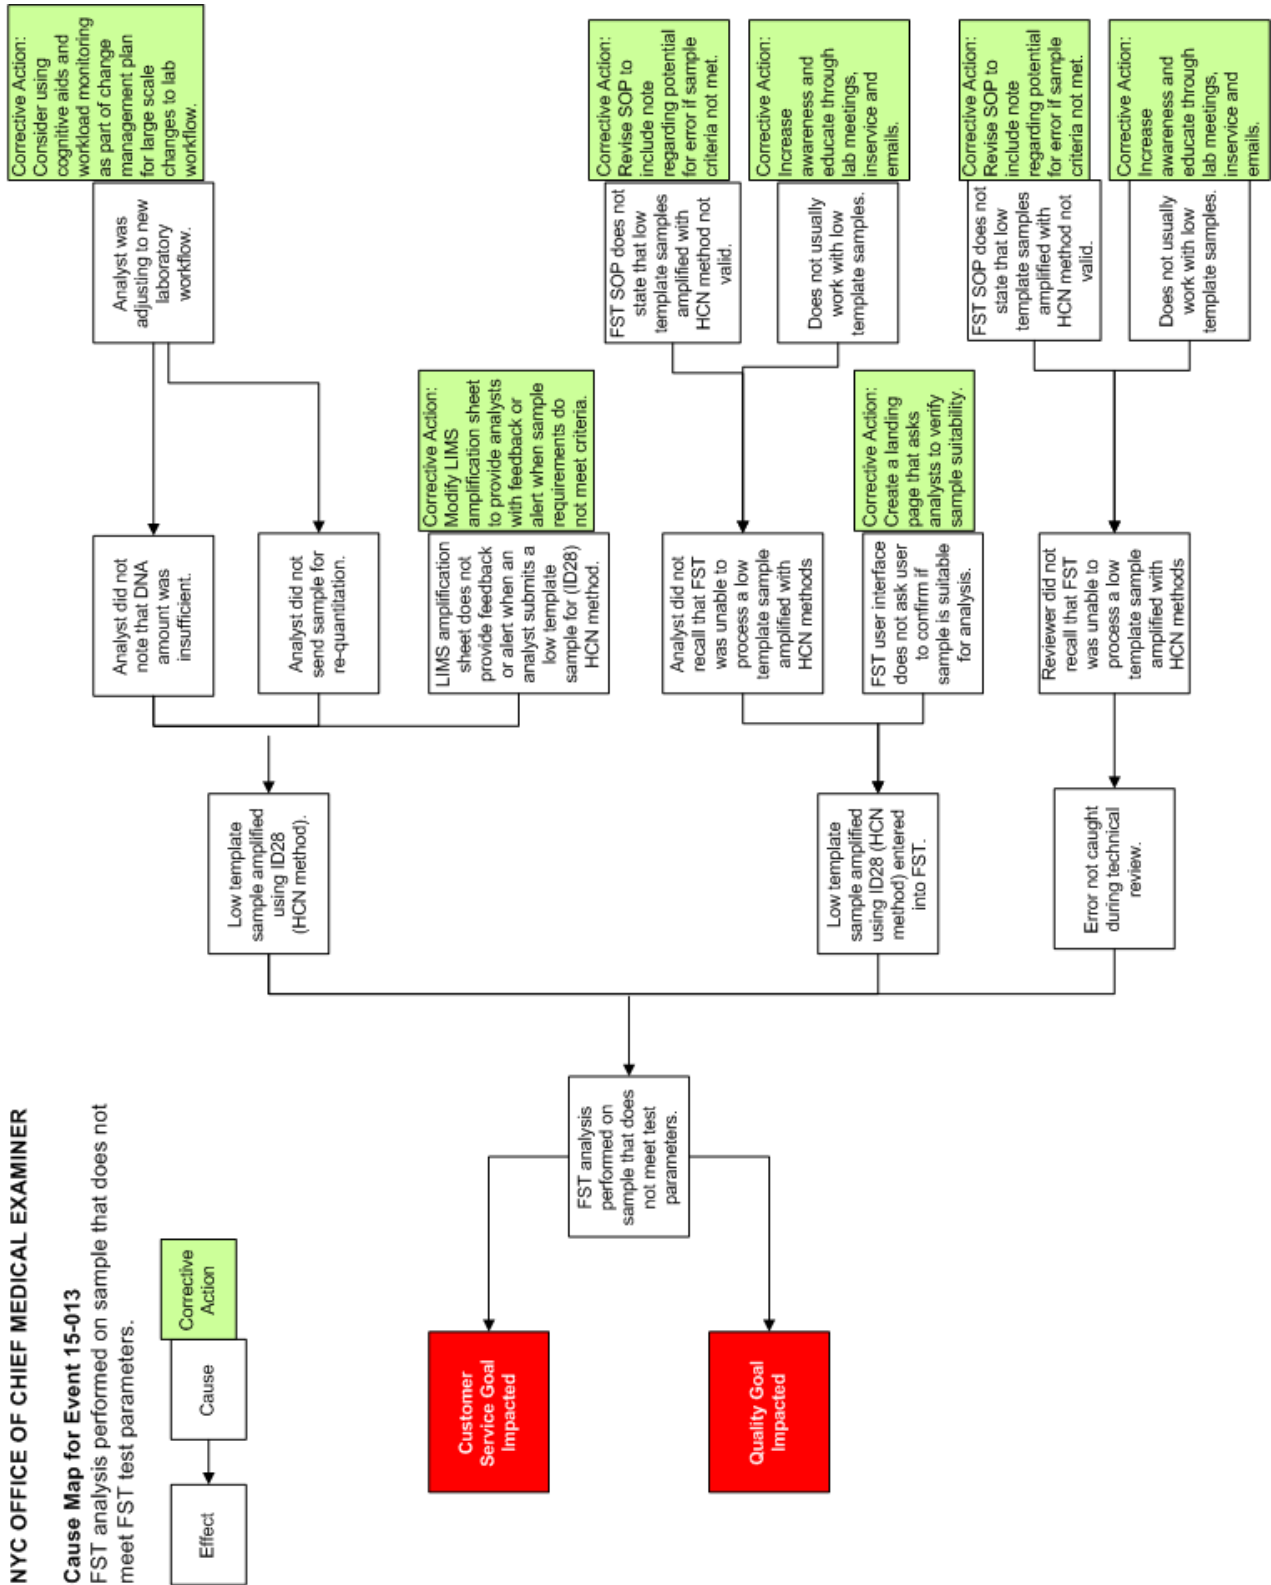 NYC OFFICE OF CHIEF MEDICAL EXAMINER
Cause Map for Event 15-013
FST analysis performed on sample that does not
meet FST test parameters.
Effect
Cause
Corrective
Action
Customer
Service Goal
Impacted
Quality Goal
Impacted
FST analysis
performed on
sample that does
not meet test
parameters.
Low template
sample amplified
using ID28
(HCN method).
Analyst did not
note that DNA
amount was
insufficient.
Analyst did not
send sample for
re-quantitation.
LIMS amplification
sheet does not
provide feedback
or alert when an
analyst submits a
low template
sample for (ID28)
HCN method.
Corrective Action:
Modify LIMS
amplification sheet
to provide analysts
with feedback or
alert when sample
requirements do
not meet criteria.
Analyst was
adjusting to new
laboratory
workflow.
Corrective Action:
Consider using
cognitive aids and
workload monitoring
as part of change
management plan
for large scale
changes to lab
workflow.
Low template
sample amplified
using ID28 (HCN
method) entered
into FST.
Analyst did not
recall that FST
was unable to
process a low
template sample
amplified with
HCN methods
FST user interface
does not ask user
to confirm if
sample is suitable
for analysis.
Corrective Action:
Create a landing
page that asks
analysts to verify
sample suitability.
FST SOP does not
state that low
template samples
amplified with
HCN method not
valid.
Corrective Action:
Revise SOP to
include note
regarding potential
for error if sample
criteria not met.
Does not usually
work with low
template samples.
Corrective Action:
Increase
awareness and
educate through
lab meetings,
inservice and
emails.
Error not caught
during technical
review.
Reviewer did not
recall that FST
was unable to
process a low
template sample
amplified with
HCN methods
FST SOP does not
state that low
template samples
amplified with
HCN method not
valid.
Corrective Action:
Revise SOP to
include note
regarding potential
for error if sample
criteria not met.
Does not usually
work with low
template samples.
Corrective Action:
Increase
awareness and
educate through
lab meetings,
inservice and
emails.